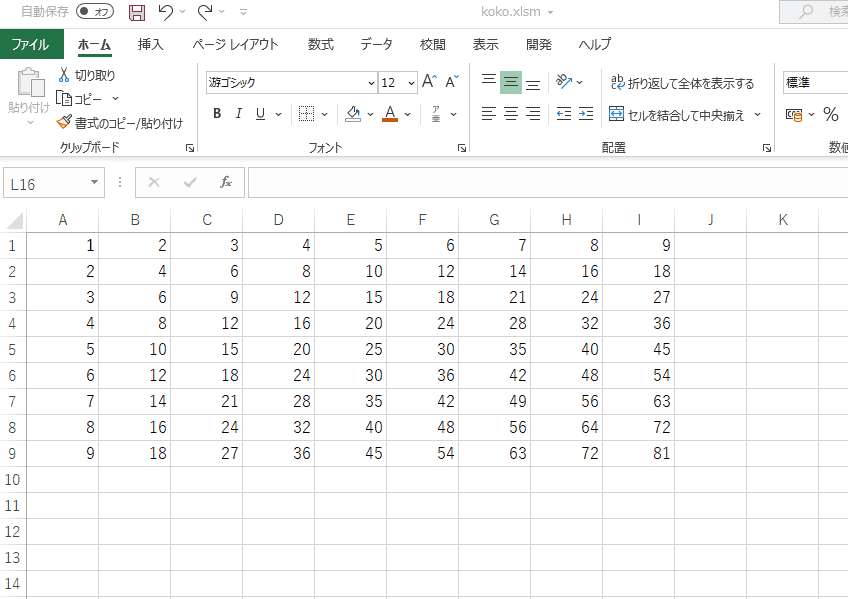 自動保存 オフ koko.xlsm 検索
ファイル ホーム 挿入 ページ レイアウト 数式 データ 校閲 表示 開発 ヘルプ
貼り付け 切り取り 游ゴシック 12 A A ab 折り返して全体を表示する 標準
コピー
書式のコピー/貼り付け B I U A ア亜 セルを結合して中央揃え %
クリップボード フォント 配置 数値
L16 fx
A B C D E F G H I J K
1 1 2 3 4 5 6 7 8 9
2 2 4 6 8 10 12 14 16 18
3 3 6 9 12 15 18 21 24 27
4 4 8 12 16 20 24 28 32 36
5 5 10 15 20 25 30 35 40 45
6 6 12 18 24 30 36 42 48 54
7 7 14 21 28 35 42 49 56 63
8 8 16 24 32 40 48 56 64 72
9 9 18 27 36 45 54 63 72 81
10
11
12
13
14